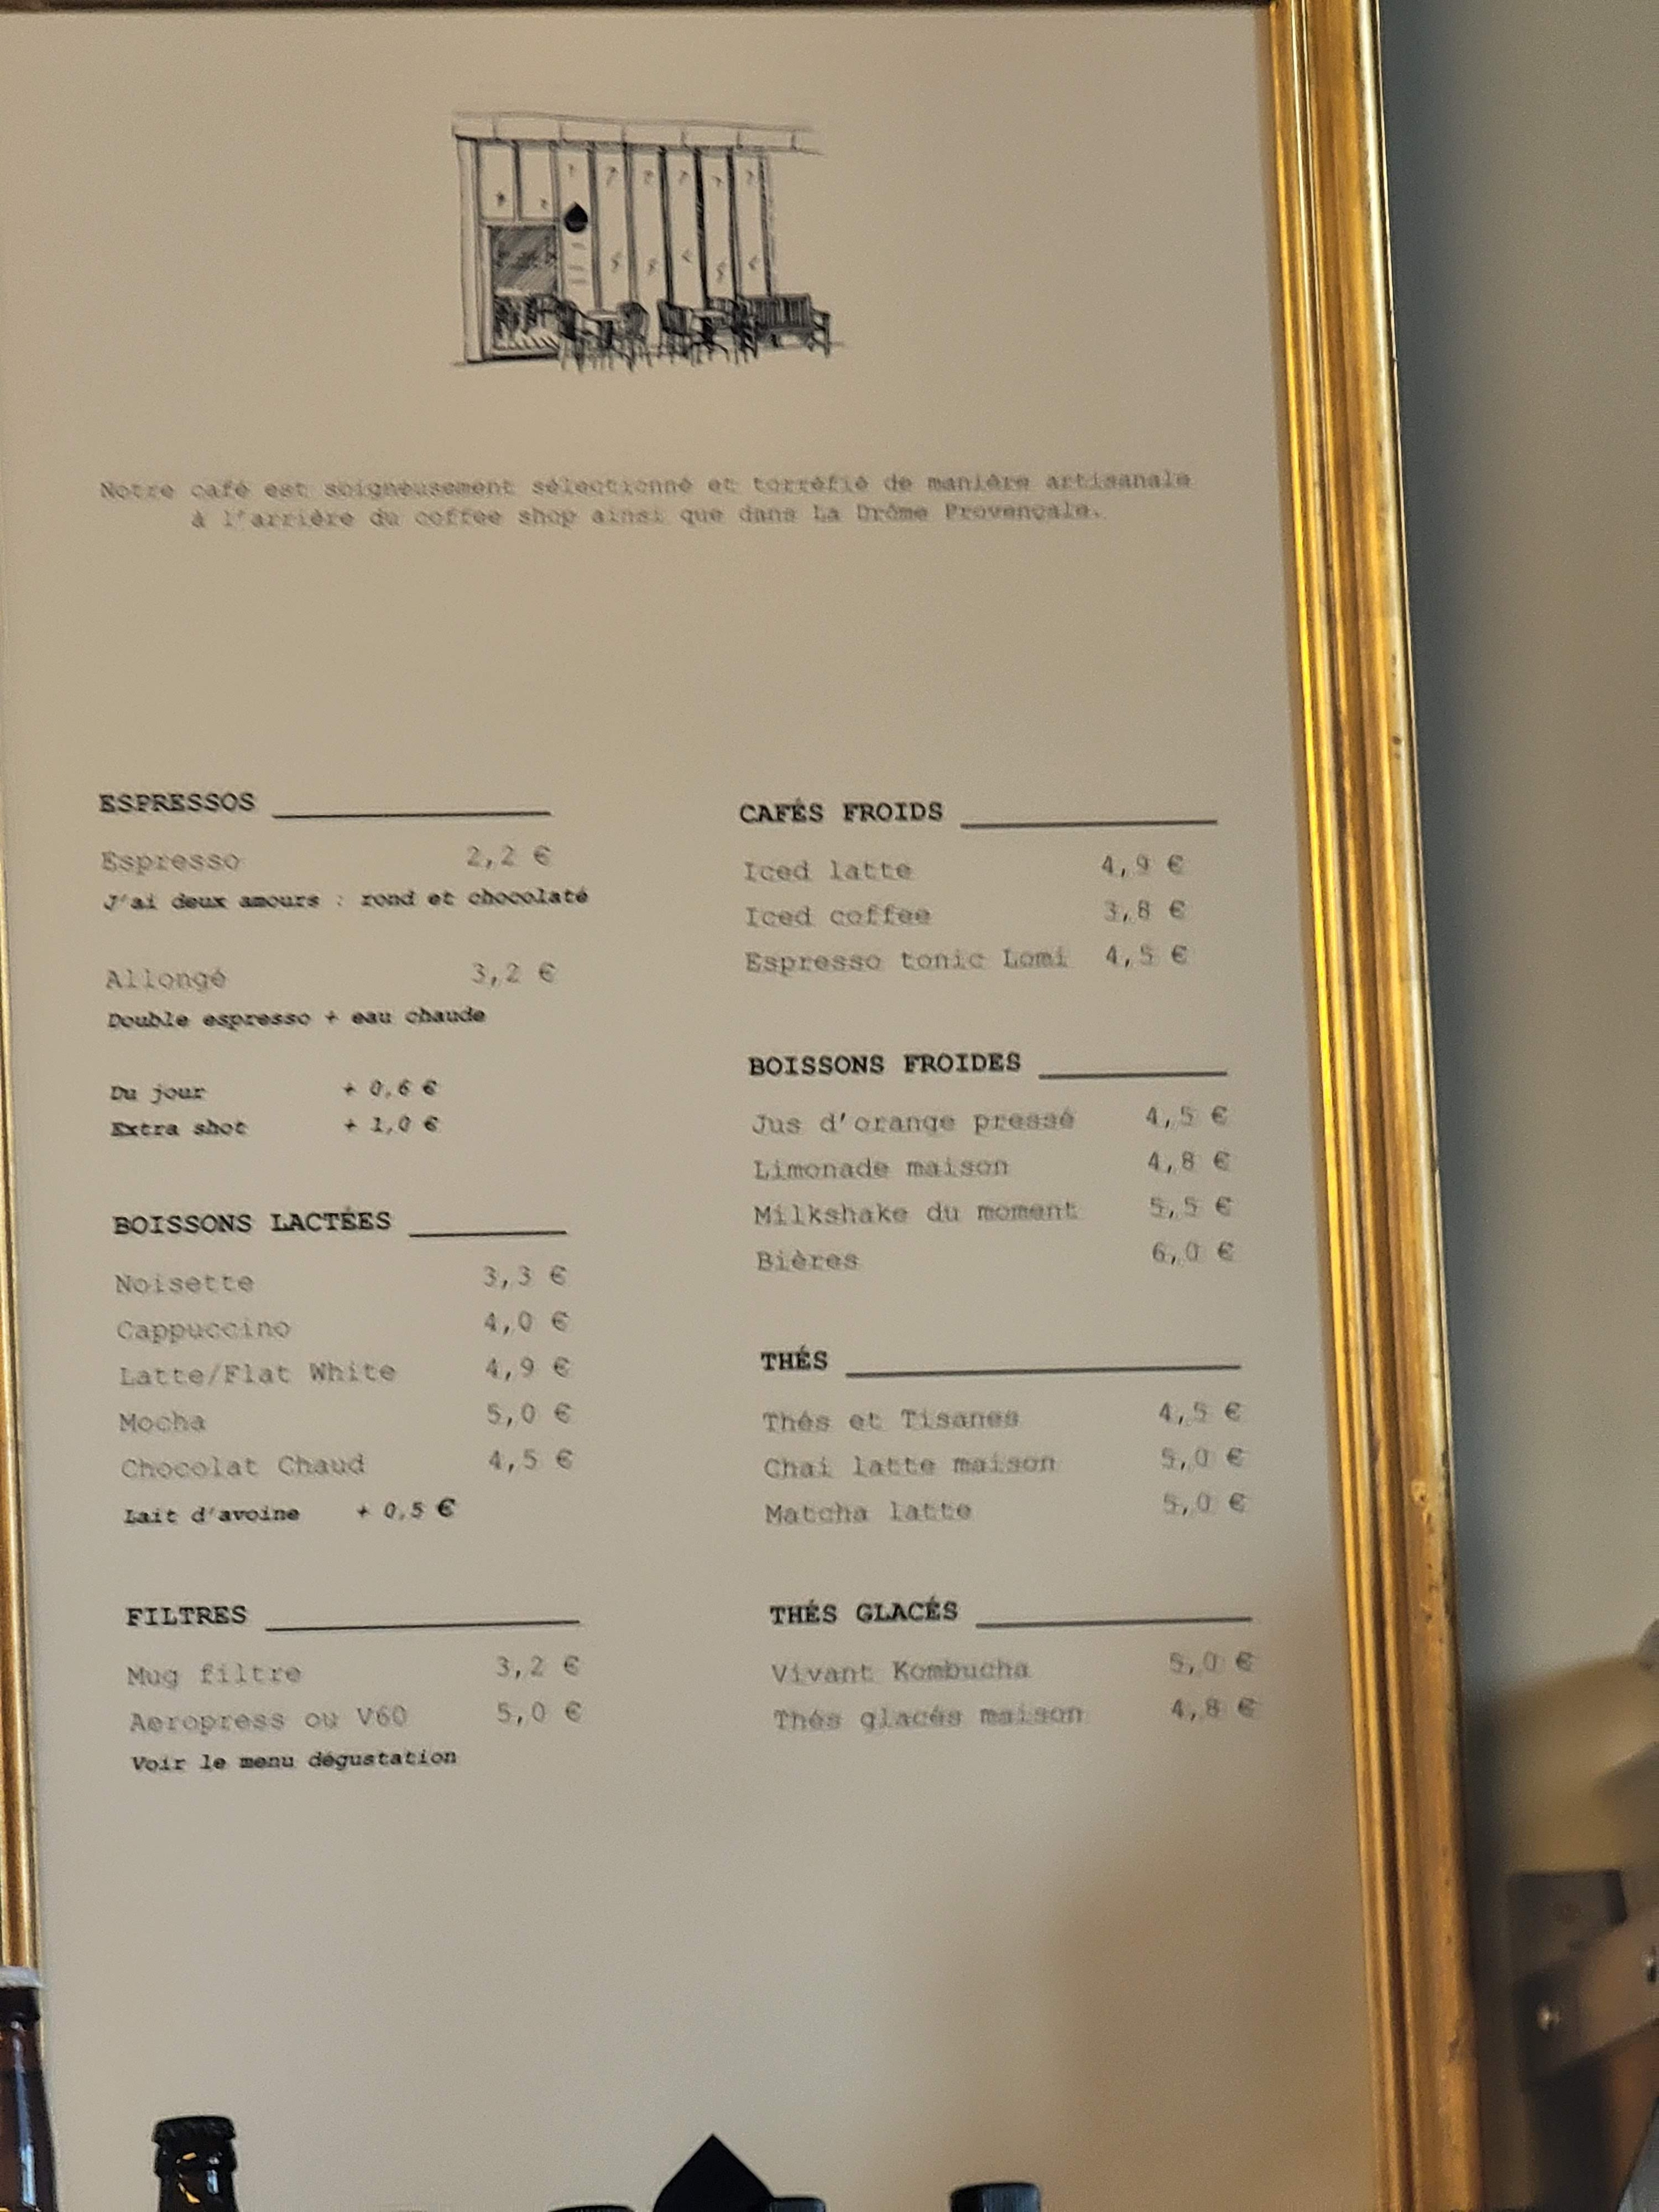 Notre café est soigneusement sélectionné et torréfié de manière artisanale
à l'arrière du coffee shop ainsi que dans La Drôme Provençale.
ESPRESSOS
Espresso 2,2 €
J'ai deux amours : rond et chocolaté
Allongé 3,2 €
Double espresso + eau chaude
Du jour + 0,6 €
Extra shot + 1,0 €
BOISSONS LACTÉES
Noisette 3,3 €
Cappuccino 4,0 €
Latte/Flat White 4,9 €
Mocha 5,0 €
Chocolat Chaud 4,5 €
Lait d'avoine + 0,5 €
FILTRES
Mug filtre 3,2 €
Aeropress ou V60 5,0 €
Voir le menu dégustation
CAFÉS FROIDS
Iced latte 4,9 €
Iced coffee 3,8 €
Espresso tonic Lomi 4,5 €
BOISSONS FROIDES
Jus d'orange pressé 4,5 €
Limonade maison 4,8 €
Milkshake du moment 5,5 €
Bières 6,0 €
THÉS
Thés et Tisanes 4,5 €
Chai latte maison 5,0 €
Matcha latte 5,0 €
THÉS GLACÉS
Vivant Kombucha 5,0 €
Thés glacés maison 4,8 €